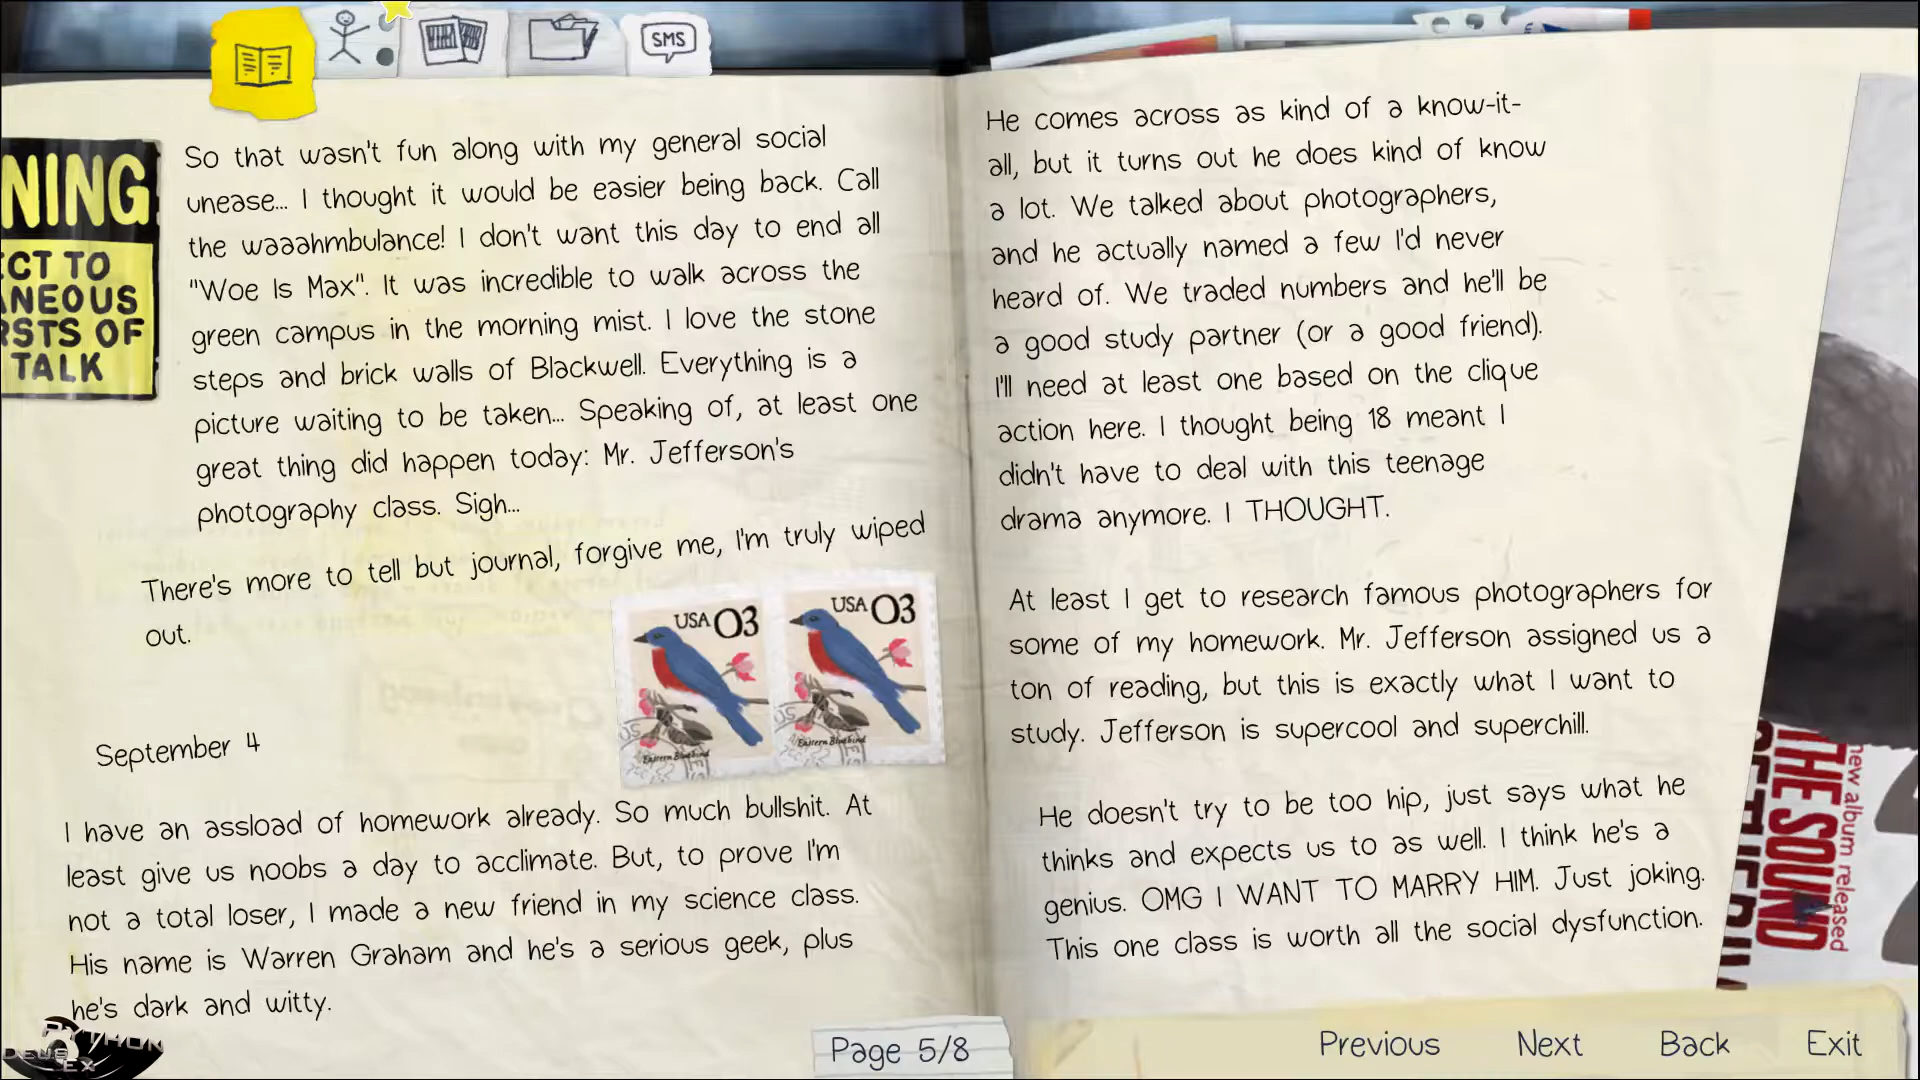 SMS
NING
CT TO
ANEOUS
RSTS OF
TALK
So that wasn't fun along with my general social
unease... I thought it would be easier being back. Call
the waaahmbulance! I don't want this day to end all
"Woe Is Max". It was incredible to walk across the
green campus in the morning mist. I love the stone
steps and brick walls of Blackwell. Everything is a
picture waiting to be taken... Speaking of, at least one
great thing did happen today: Mr. Jefferson's
photography class. Sigh...
There's more to tell but journal, forgive me, I'm truly wiped
out.
USA 03
USA 03
Eastern Bluebird
Eastern Bluebird
September 4
I have an assload of homework already. So much bullshit. At
least give us noobs a day to acclimate. But, to prove I'm
not a total loser, I made a new friend in my science class.
His name is Warren Graham and he's a serious geek, plus
he's dark and witty.
He comes across as kind of a know-it-
all, but it turns out he does kind of know
a lot. We talked about photographers,
and he actually named a few I'd never
heard of. We traded numbers and he'll be
a good study partner (or a good friend).
I'll need at least one based on the clique
action here. I thought being 18 meant I
didn't have to deal with this teenage
drama anymore. I THOUGHT.
At least I get to research famous photographers for
some of my homework. Mr. Jefferson assigned us a
ton of reading, but this is exactly what I want to
study. Jefferson is supercool and superchill.
He doesn't try to be too hip, just says what he
thinks and expects us to as well. I think he's a
genius. OMG I WANT TO MARRY HIM. Just joking.
This one class is worth all the social dysfunction.
new album released
THE SOUND
PYTHON
DEUS
EX
Page 5/8
Previous
Next
Back
Exit